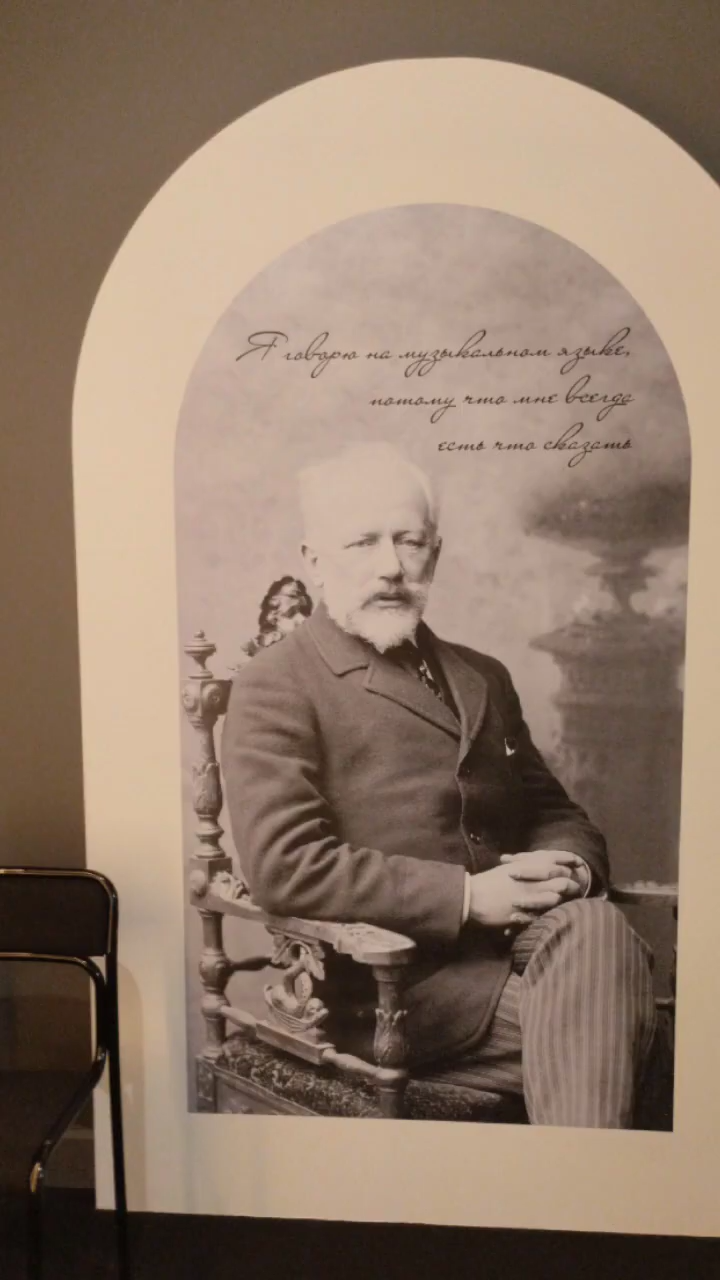 Я говорю на музыкальном языке,
потому что мне всегда
есть что сказать